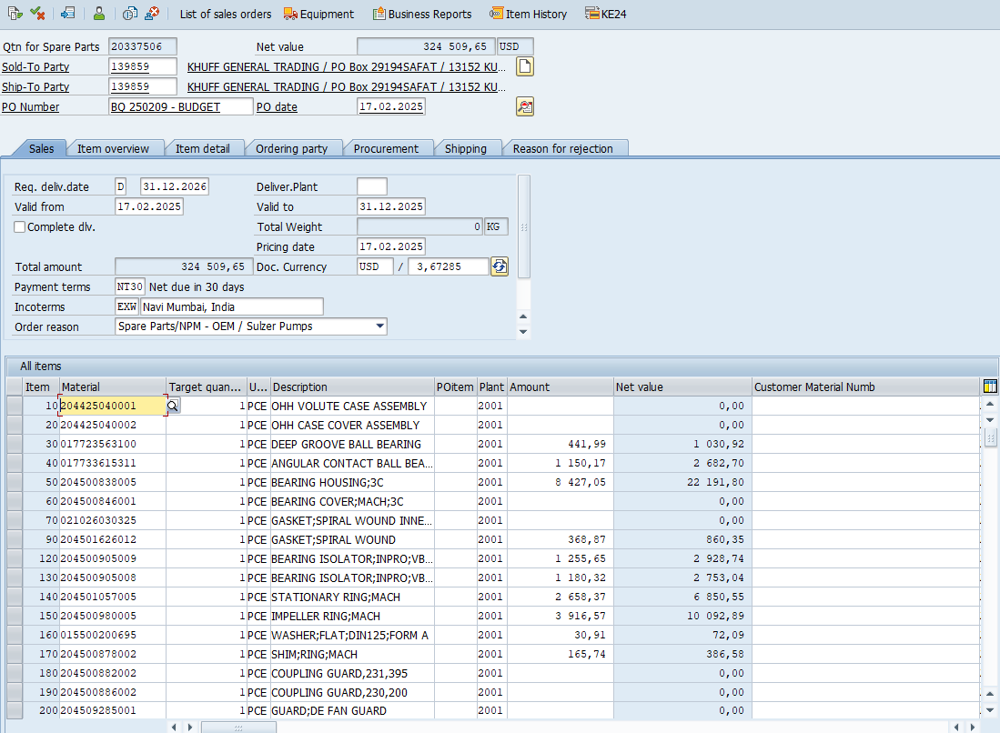 List of sales orders Equipment Business Reports Item History KE24
Qtn for Spare Parts 20337506 Net value 324 509,65 USD
Sold-To Party 139859 KHUFF GENERAL TRADING / PO Box 29194SAFAT / 13152 KU...
Ship-To Party 139859 KHUFF GENERAL TRADING / PO Box 29194SAFAT / 13152 KU...
PO Number BQ 250209 - BUDGET PO date 17.02.2025
Sales Item overview Item detail Ordering party Procurement Shipping Reason for rejection
Req. deliv.date D 31.12.2026 Deliver.Plant
Valid from 17.02.2025 Valid to 31.12.2025
Complete dlv. Total Weight 0 KG
Pricing date 17.02.2025
Total amount 324 509,65 Doc. Currency USD / 3,67285
Payment terms NT30 Net due in 30 days
Incoterms EXW Navi Mumbai, India
Order reason Spare Parts/NPM - OEM / Sulzer Pumps
All items
Item Material Target quan... U... Description POitem Plant Amount Net value Customer Material Numb
10 204425040001 1 PCE OHH VOLUTE CASE ASSEMBLY 2001 0,00
20 204425040002 1 PCE OHH CASE COVER ASSEMBLY 2001 0,00
30 017723563100 1 PCE DEEP GROOVE BALL BEARING 2001 441,99 1 030,92
40 017733615311 1 PCE ANGULAR CONTACT BALL BEA... 2001 1 150,17 2 682,70
50 204500838005 1 PCE BEARING HOUSING;3C 2001 8 427,05 22 191,80
60 204500846001 1 PCE BEARING COVER;MACH;3C 2001 0,00
70 021026030325 1 PCE GASKET;SPIRAL WOUND INNE... 2001 0,00
90 204501626012 1 PCE GASKET;SPIRAL WOUND 2001 368,87 860,35
120 204500905009 1 PCE BEARING ISOLATOR;INPRO;VB... 2001 1 255,65 2 928,74
130 204500905008 1 PCE BEARING ISOLATOR;INPRO;VB... 2001 1 180,32 2 753,04
140 204501057005 1 PCE STATIONARY RING;MACH 2001 2 658,37 6 850,55
150 204500980005 1 PCE IMPELLER RING;MACH 2001 3 916,57 10 092,89
160 015500200695 1 PCE WASHER;FLAT;DIN125;FORM A 2001 30,91 72,09
170 204500878002 1 PCE SHIM;RING;MACH 2001 165,74 386,58
180 204500882002 1 PCE COUPLING GUARD,231,395 2001 0,00
190 204500886002 1 PCE COUPLING GUARD,230,200 2001 0,00
200 204509285001 1 PCE GUARD;DE FAN GUARD 2001 0,00